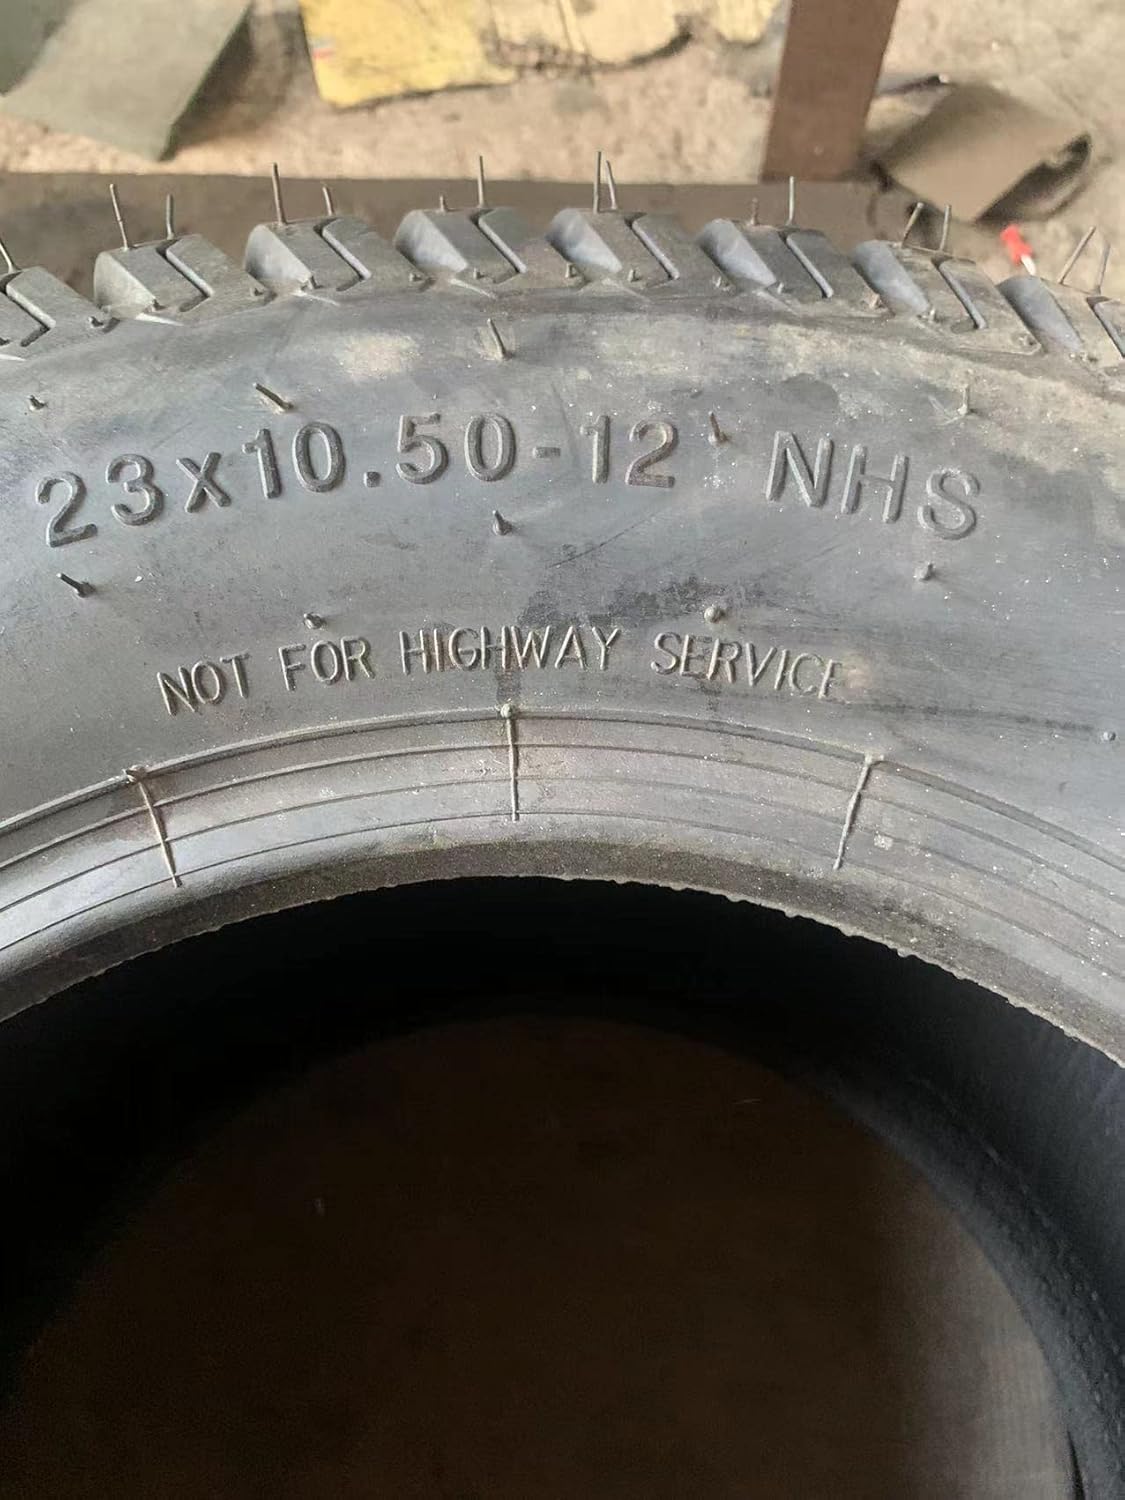 23x10.50-12 NHS
NOT FOR HIGHWAY SERVICE